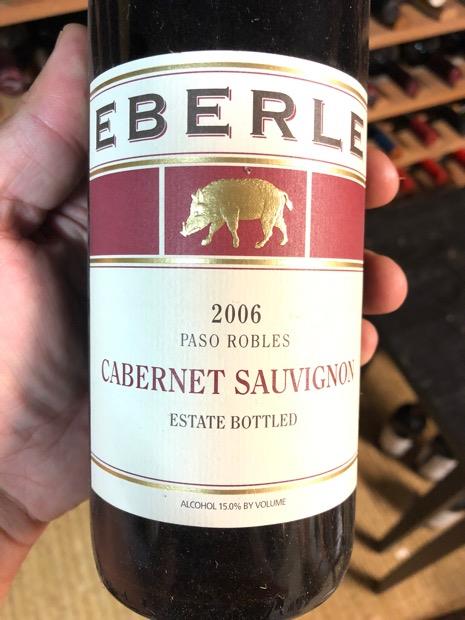 EBERLE
2006
PASO ROBLES
CABERNET SAUVIGNON
ESTATE BOTTLED
ALCOHOL 15.0% BY VOLUME